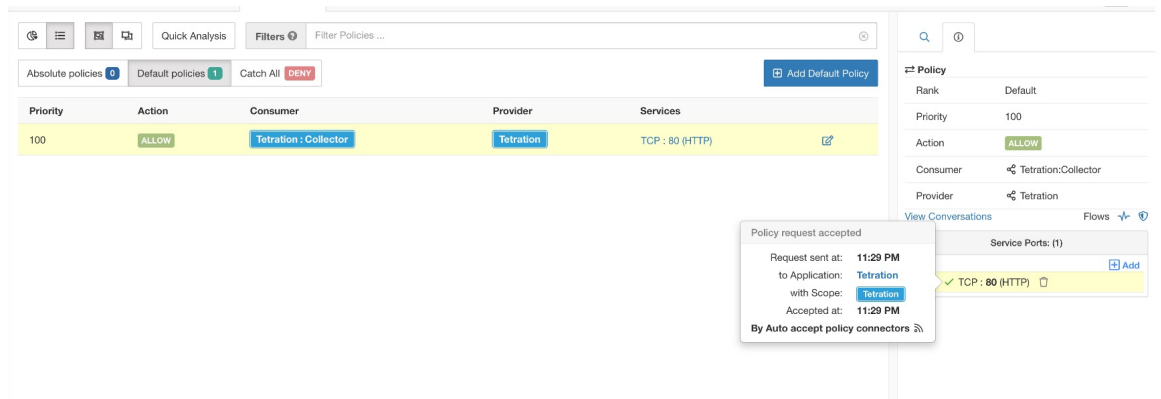 Quick Analysis
Filters
Filter Policies ...
Absolute policies 0
Default policies 1
Catch All DENY
Add Default Policy
Priority Action Consumer Provider Services
100 ALLOW Tetration : Collector Tetration TCP : 80 (HTTP)
Policy
Rank Default
Priority 100
Action ALLOW
Consumer Tetration:Collector
Provider Tetration
View Conversations Flows
Service Ports: (1)
Add
TCP : 80 (HTTP)
Policy request accepted
Request sent at: 11:29 PM
to Application: Tetration
with Scope: Tetration
Accepted at: 11:29 PM
By Auto accept policy connectors